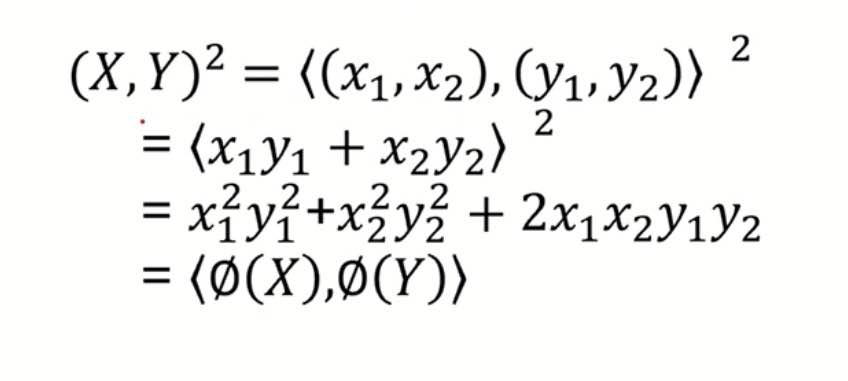 (X, Y)² = ⟨(x₁, x₂), (y₁, y₂)⟩ ²
= ⟨x₁y₁ + x₂y₂⟩ ²
= x₁²y₁²+x₂²y₂² + 2x₁x₂y₁y₂
= ⟨∅(X),∅(Y)⟩